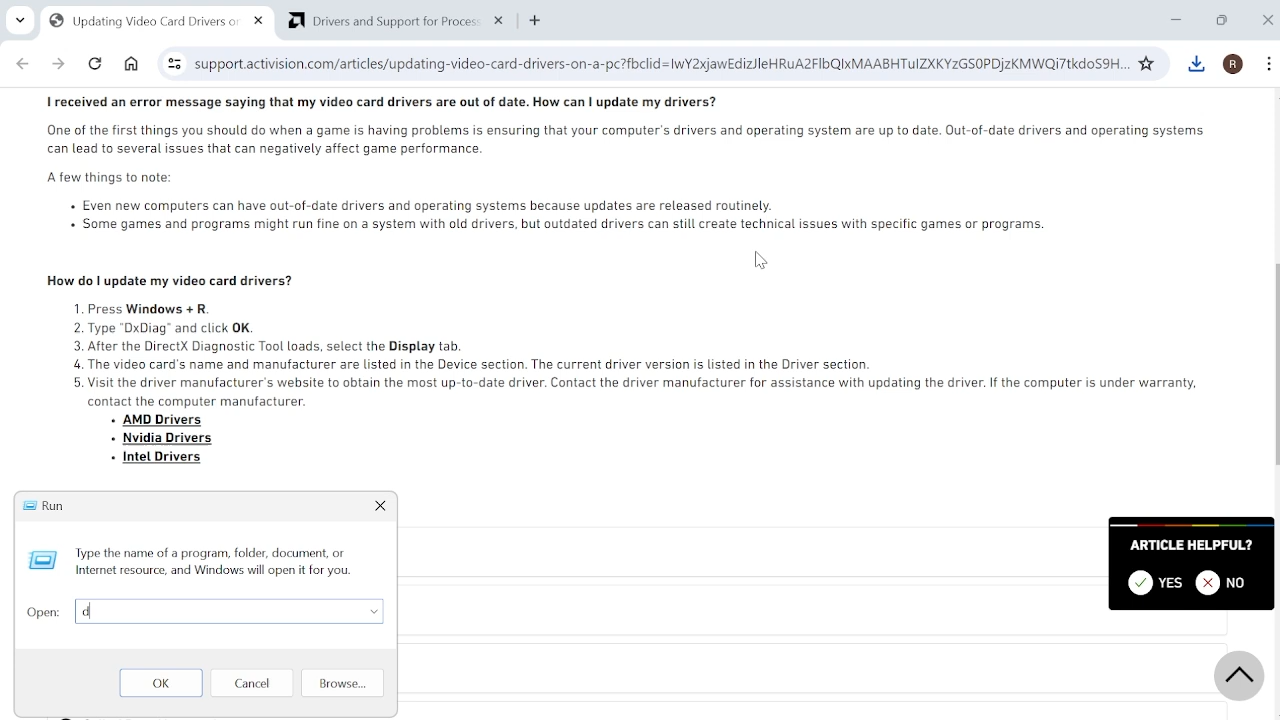 Updating Video Card Drivers o
Drivers and Support for Process
support.activision.com/articles/updating-video-card-drivers-on-a-pc?fbclid=IwY2xjawEdizJleHRuA2FlbQIxMAABHTulZXKYzGS0PDjzKMWQi7tkdoS9H...
R
I received an error message saying that my video card drivers are out of date. How can I update my drivers?
One of the first things you should do when a game is having problems is ensuring that your computer's drivers and operating system are up to date. Out-of-date drivers and operating systems
can lead to several issues that can negatively affect game performance.
A few things to note:
• Even new computers can have out-of-date drivers and operating systems because updates are released routinely.
• Some games and programs might run fine on a system with old drivers, but outdated drivers can still create technical issues with specific games or programs.
How do I update my video card drivers?
1. Press Windows + R.
2. Type "DxDiag" and click OK.
3. After the DirectX Diagnostic Tool loads, select the Display tab.
4. The video card's name and manufacturer are listed in the Device section. The current driver version is listed in the Driver section.
5. Visit the driver manufacturer's website to obtain the most up-to-date driver. Contact the driver manufacturer for assistance with updating the driver. If the computer is under warranty,
contact the computer manufacturer.
• AMD Drivers
• Nvidia Drivers
• Intel Drivers
Run
Type the name of a program, folder, document, or
Internet resource, and Windows will open it for you.
Open: d
OK Cancel Browse...
ARTICLE HELPFUL?
YES NO